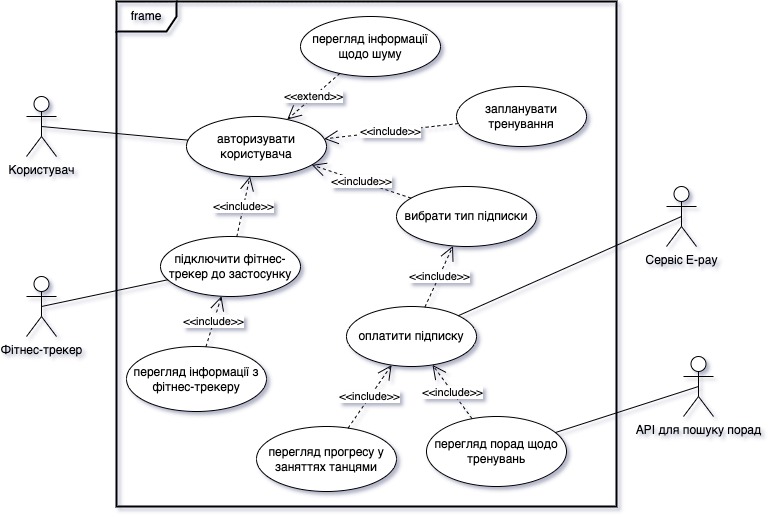 frame
перегляд інформації
щодо шуму
<<extend>>
запланувати
тренування
<<include>>
авторизувати
користувача
Користувач
<<include>>
<<include>>
вибрати тип підписки
підключити фітнес-
трекер до застосунку
Сервіс E-pay
<<include>>
<<include>>
оплатити підписку
Фітнес-трекер
перегляд інформації з
фітнес-трекеру
<<include>>
<<include>>
API для пошуку порад
перегляд прогресу у
заняттях танцями
перегляд порад щодо
тренувань